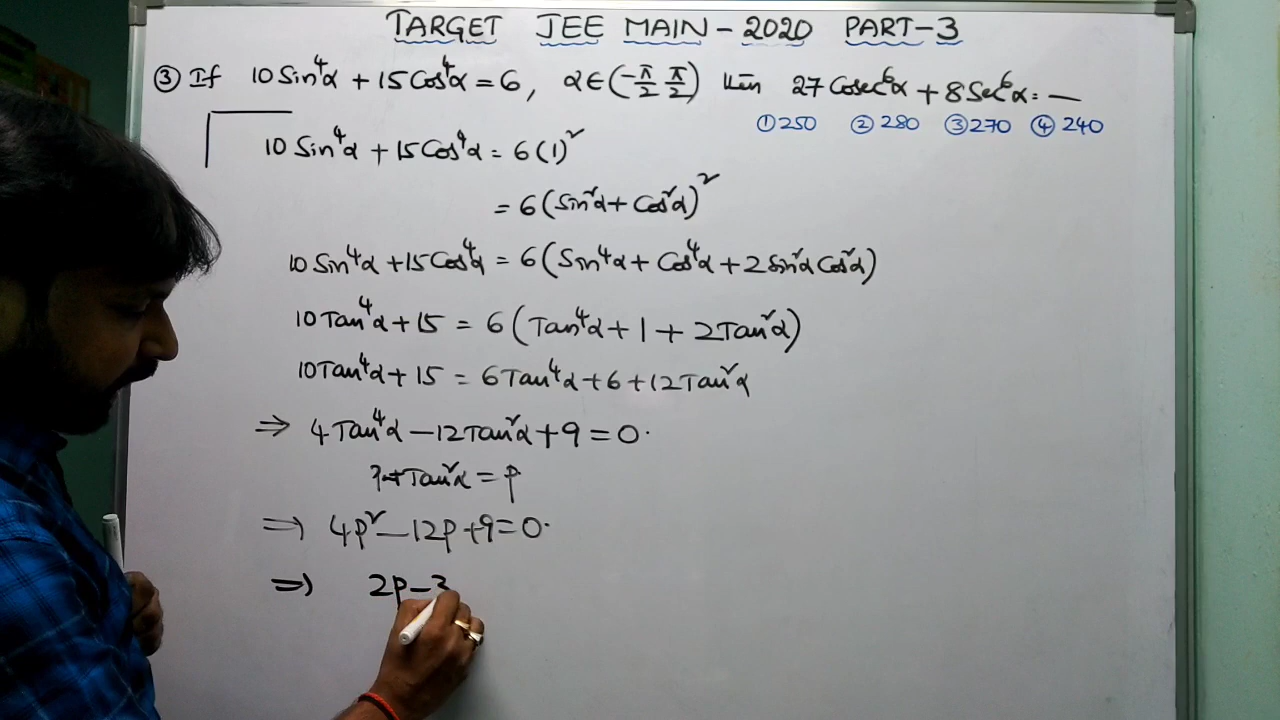 TARGET JEE MAIN - 2020 PART-3
③ If 10 Sin⁴α + 15 Cos⁴α = 6, α∈(-π/2 π/2) then 27 Cosec⁶α + 8 Sec⁶α = —
① 250 ② 280 ③ 270 ④ 240
10 Sin⁴α + 15 Cos⁴α = 6(1)²
= 6(Sin²α + Cos²α)²
10 Sin⁴α + 15 Cos⁴α = 6(Sin⁴α + Cos⁴α + 2 Sin²α Cos²α)
10 Tan⁴α + 15 = 6(Tan⁴α + 1 + 2 Tan²α)
10 Tan⁴α + 15 = 6 Tan⁴α + 6 + 12 Tan²α
⇒ 4 Tan⁴α - 12 Tan²α + 9 = 0.
Tan²α = p
⇒ 4p² - 12p + 9 = 0.
⇒ 2p - 3